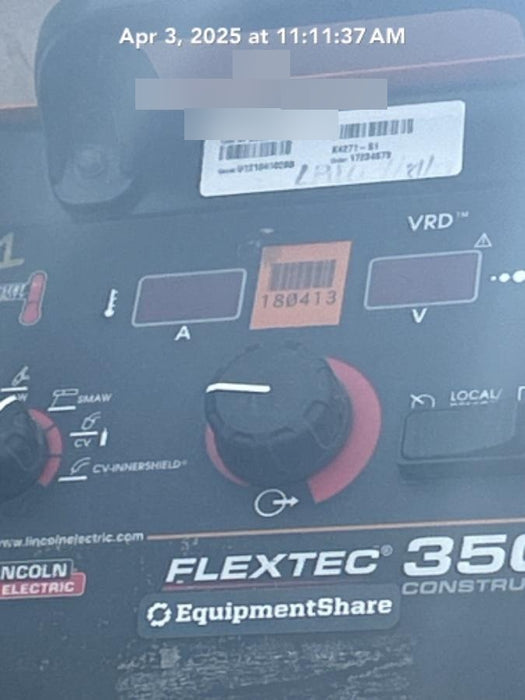 Apr 3, 2025 at 11:11:37 AM
K4271-S1
VRD™
180413
A
V
SMAW
CV
CV-INNERSHIELD®
LOCAL/
www.lincolnelectric.com
LINCOLN
ELECTRIC
FLEXTEC® 350
CONSTRU
EquipmentShare